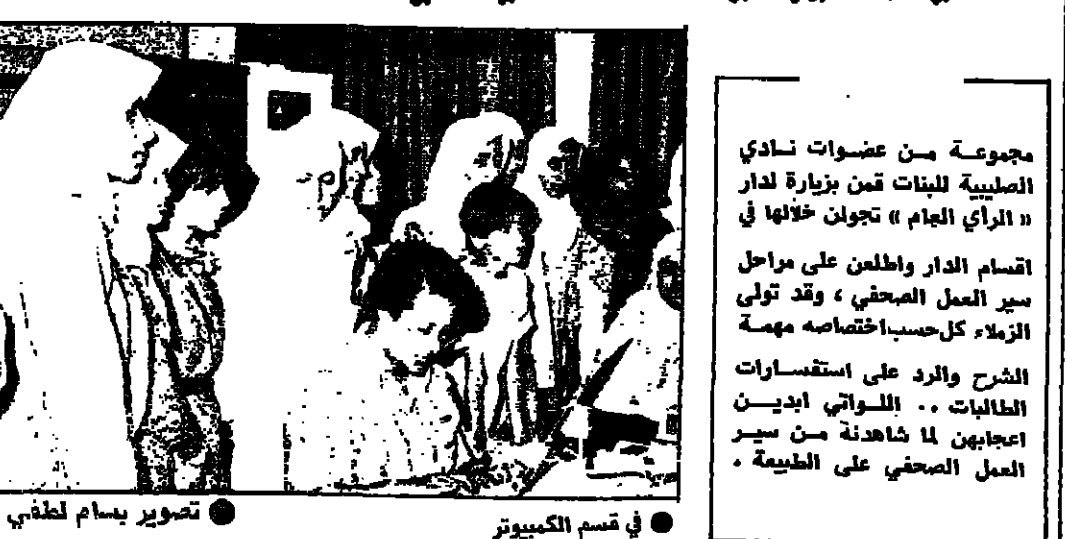 مجموعة من عضوات نادي
الصليبية للبنات قمن بزيارة لدار
« الرأي العام » تجولن خلالها في
اقسام الدار واطلعن على مراحل
سير العمل الصحفي ، وقد تولى
الزملاء كل حسب اختصاصه مهمة
الشرح والرد على استفسارات
الطالبات .. اللواتي ابدين
اعجابهن لما شاهدنة من سير
العمل الصحفي على الطبيعة .
● في قسم الكمبيوتر
● تصوير بسام لطفي